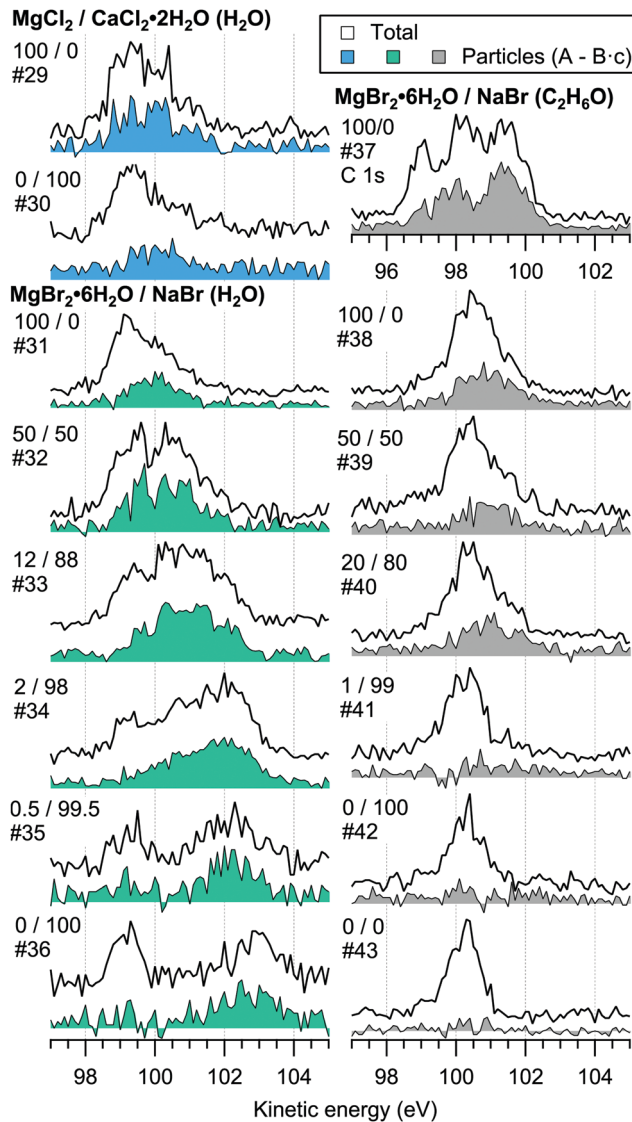 MgCl₂ / CaCl₂•2H₂O (H₂O)
Total
Particles (A - B·c)
100 / 0
#29
0 / 100
#30
MgBr₂•6H₂O / NaBr (H₂O)
100 / 0
#31
50 / 50
#32
12 / 88
#33
2 / 98
#34
0.5 / 99.5
#35
0 / 100
#36
98 100 102 104
MgBr₂•6H₂O / NaBr (C₂H₆O)
100/0
#37
C 1s
96 98 100 102
100 / 0
#38
50 / 50
#39
20 / 80
#40
1 / 99
#41
0 / 100
#42
0 / 0
#43
98 100 102 104
Kinetic energy (eV)